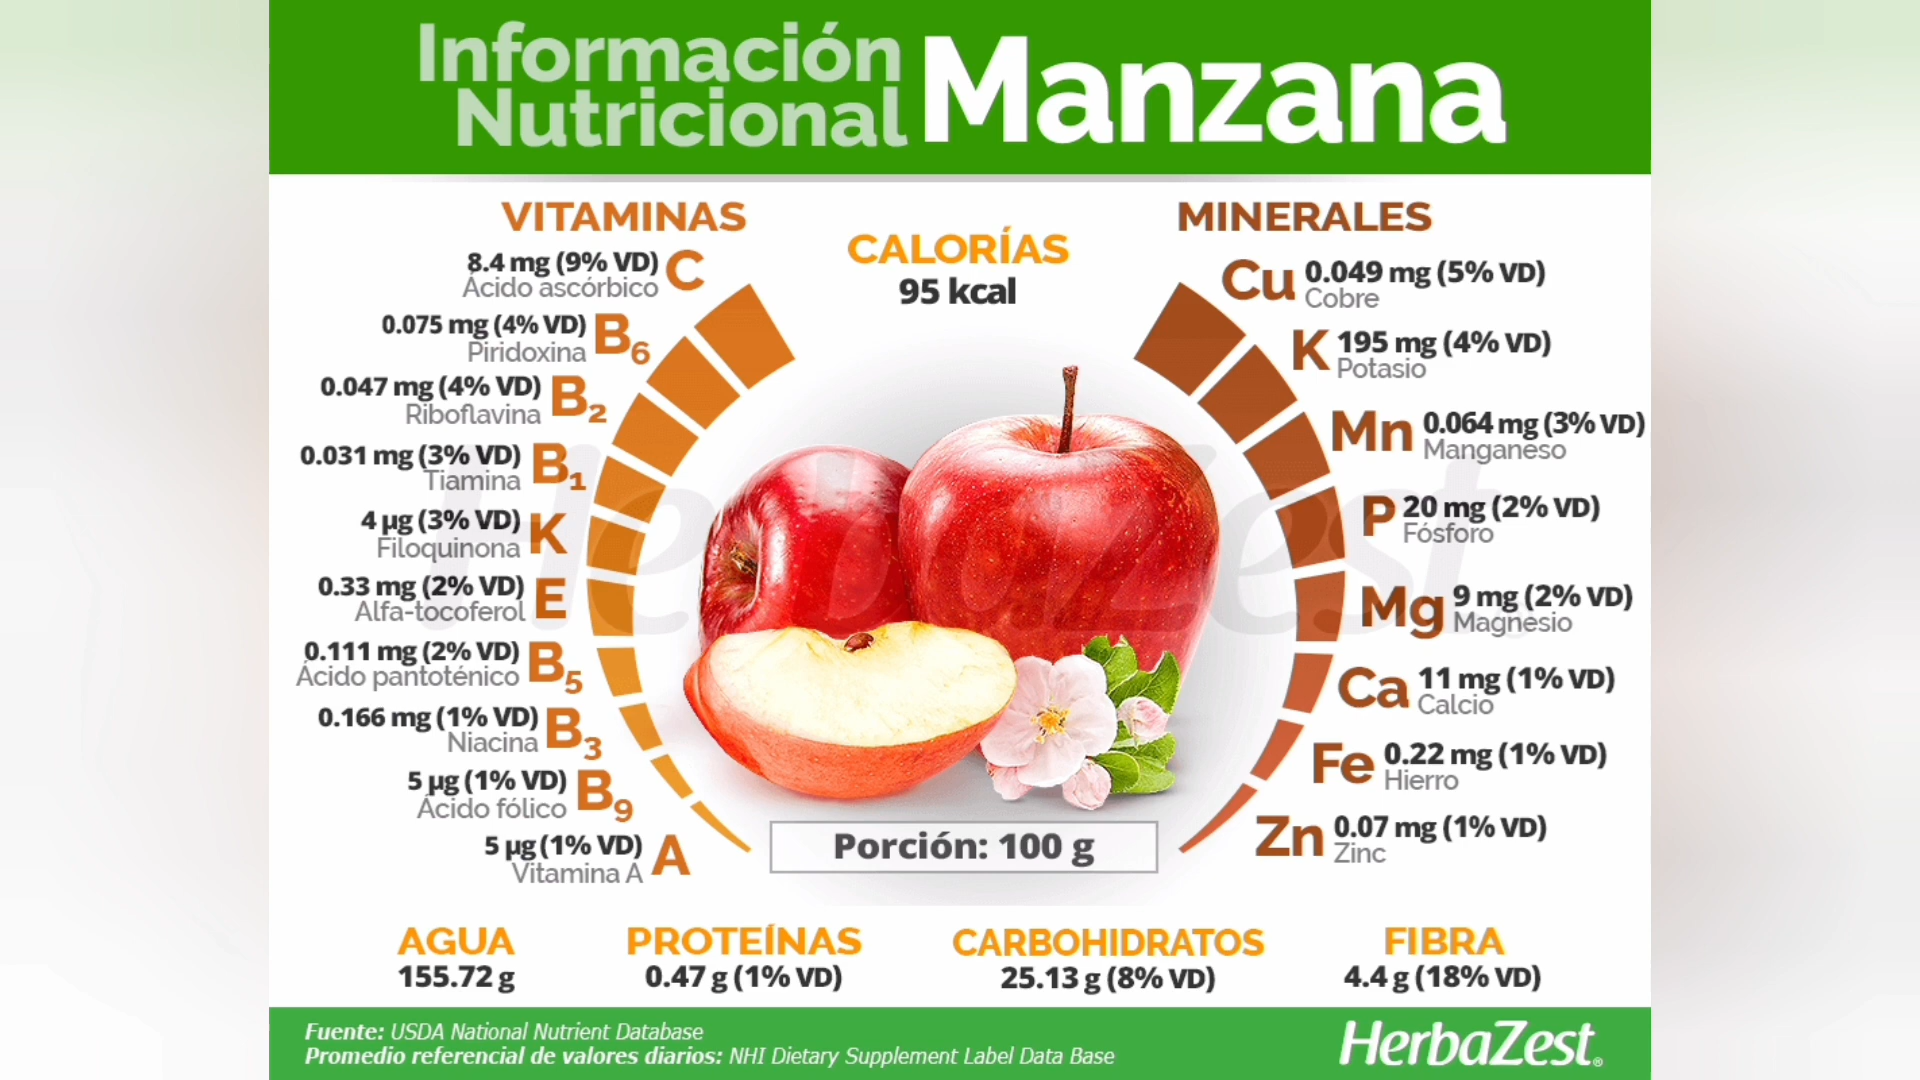 Información
Nutricional
Manzana
VITAMINAS
8.4 mg (9% VD) C
Ácido ascórbico
0.075 mg (4% VD) B6
Piridoxina
0.047 mg (4% VD) B2
Riboflavina
0.031 mg (3% VD) B1
Tiamina
4 µg (3% VD) K
Filoquinona
0.33 mg (2% VD) E
Alfa-tocoferol
0.111 mg (2% VD) B5
Ácido pantoténico
0.166 mg (1% VD) B3
Niacina
5 µg (1% VD) B9
Ácido fólico
5 µg (1% VD) A
Vitamina A
CALORÍAS
95 kcal
MINERALES
Cu 0.049 mg (5% VD)
Cobre
K 195 mg (4% VD)
Potasio
Mn 0.064 mg (3% VD)
Manganeso
P 20 mg (2% VD)
Fósforo
Mg 9 mg (2% VD)
Magnesio
Ca 11 mg (1% VD)
Calcio
Fe 0.22 mg (1% VD)
Hierro
Zn 0.07 mg (1% VD)
Zinc
HerbaZest
Porción: 100 g
AGUA
155.72 g
PROTEÍNAS
0.47 g (1% VD)
CARBOHIDRATOS
25.13 g (8% VD)
FIBRA
4.4 g (18% VD)
Fuente: USDA National Nutrient Database
Promedio referencial de valores diarios: NHI Dietary Supplement Label Data Base
HerbaZest®